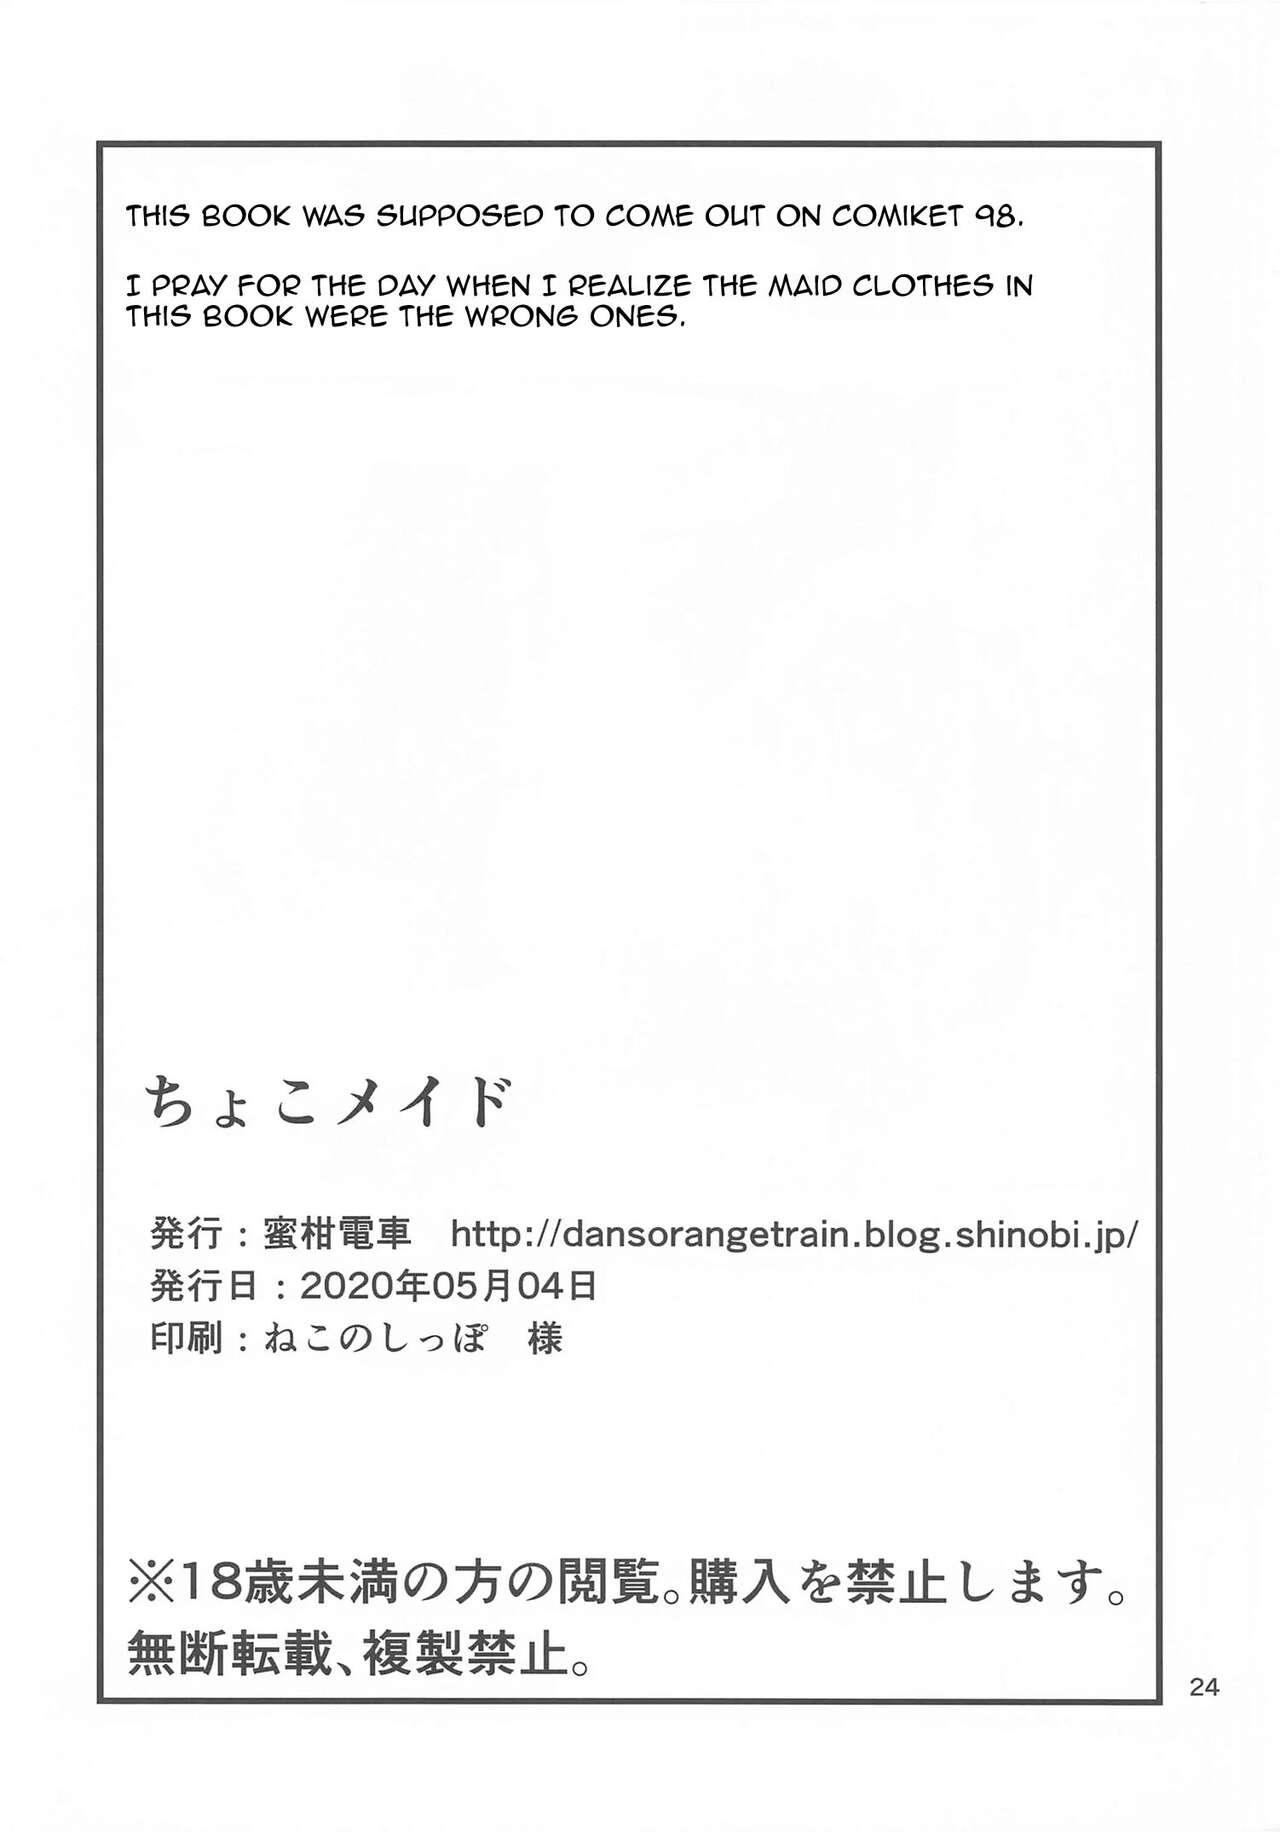 THIS BOOK WAS SUPPOSED TO COME OUT ON COMIKET 98.
I PRAY FOR THE DAY WHEN I REALIZE THE MAID CLOTHES IN
THIS BOOK WERE THE WRONG ONES.
ちょこメイド
発行：蜜柑電車　http://dansorangetrain.blog.shinobi.jp/
発行日：2020年05月04日
印刷：ねこのしっぽ　様
※18歳未満の方の閲覧。購入を禁止します。
無断転載、複製禁止。
24